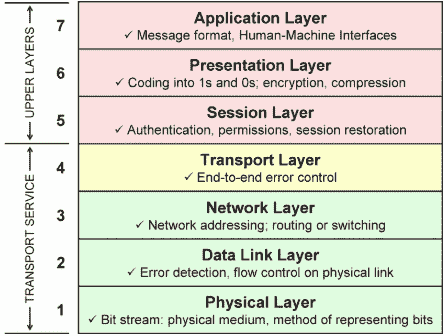 UPPER LAYERS
7
Application Layer
✓ Message format, Human-Machine Interfaces
6
Presentation Layer
✓ Coding into 1s and 0s; encryption, compression
5
Session Layer
✓ Authentication, permissions, session restoration
TRANSPORT SERVICE
4
Transport Layer
✓ End-to-end error control
3
Network Layer
✓ Network addressing; routing or switching
2
Data Link Layer
✓ Error detection, flow control on physical link
1
Physical Layer
✓ Bit stream: physical medium, method of representing bits